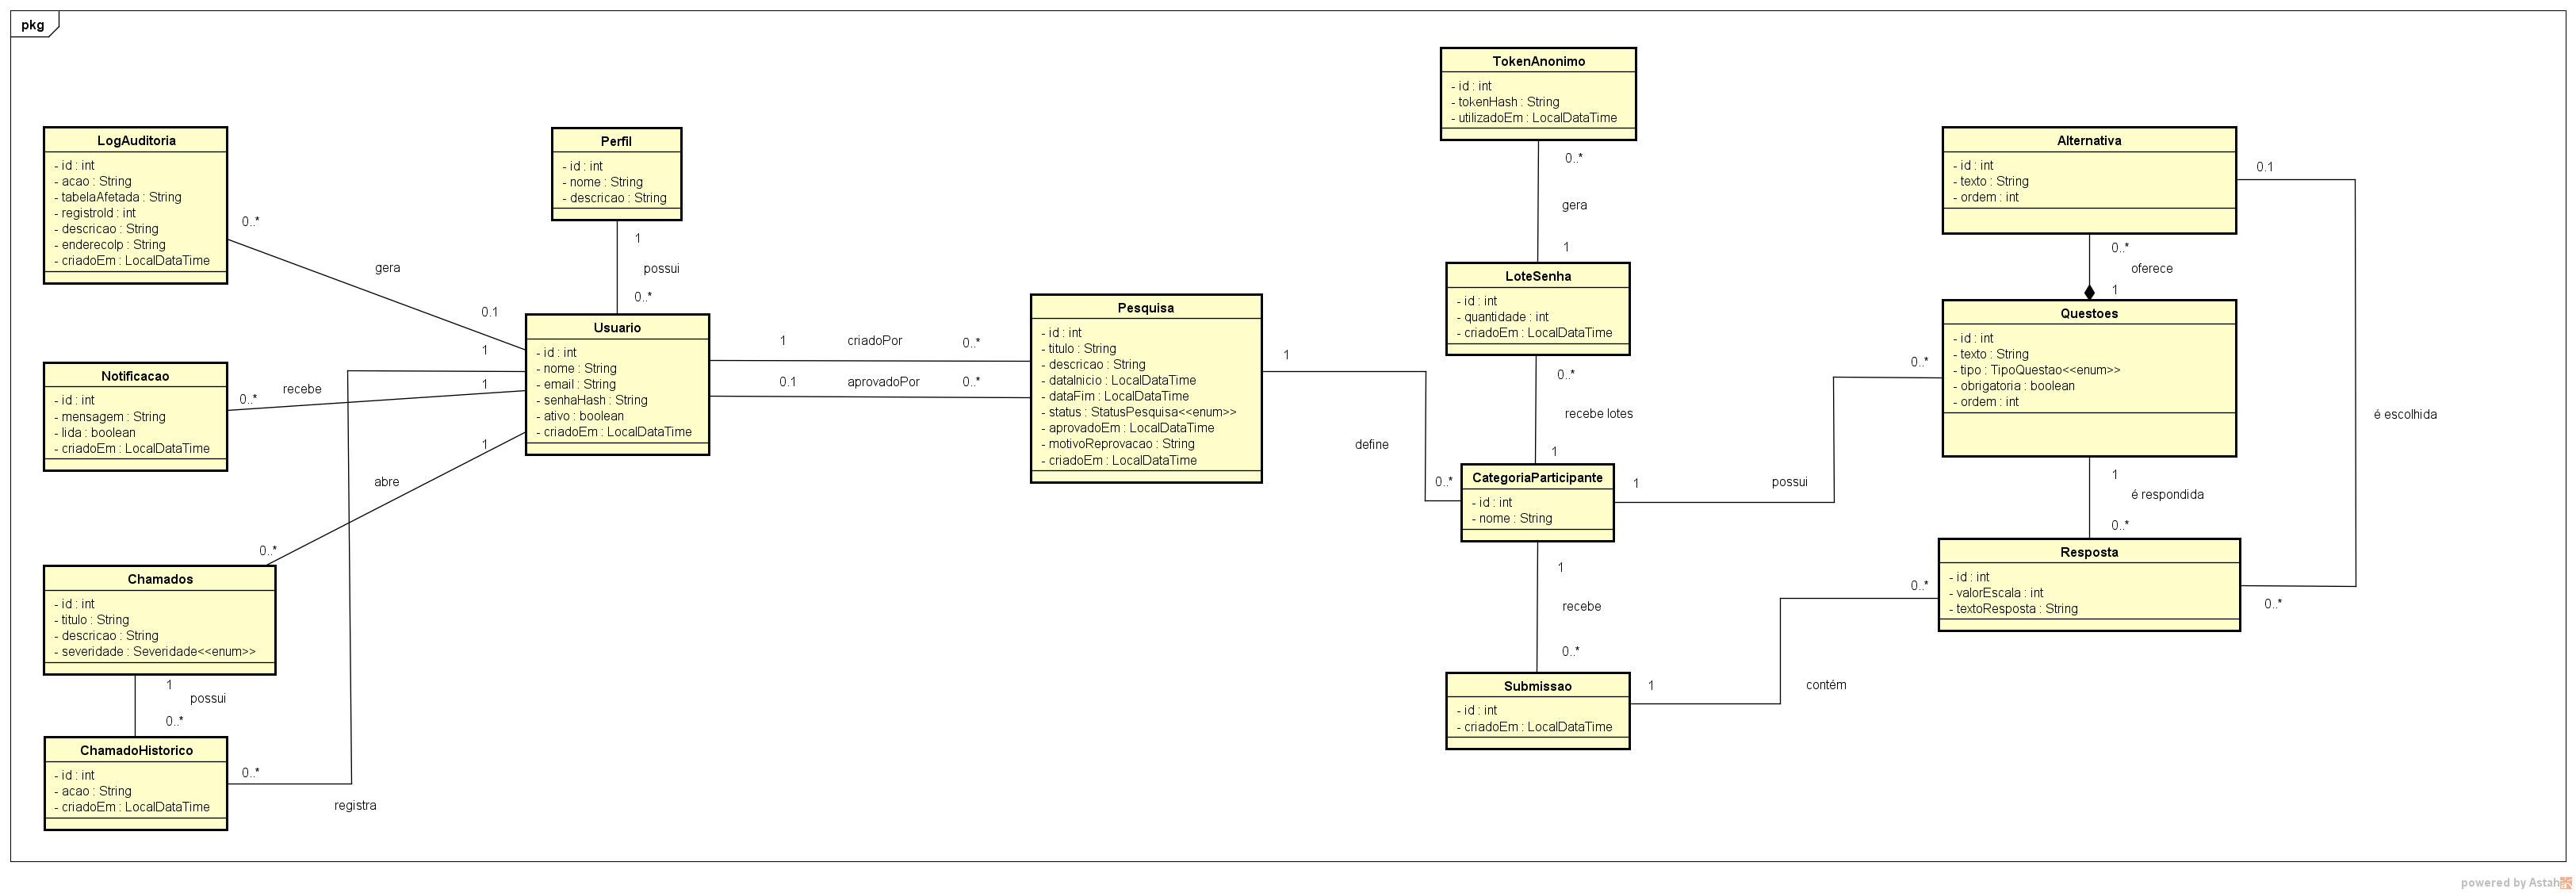 pkg
LogAuditoria
- id : int
- acao : String
- tabelaAfetada : String
- registroId : int
- descricao : String
- enderecoIp : String
- criadoEm : LocalDataTime
0..*
gera
0.1
Perfil
- id : int
- nome : String
- descricao : String
1
possui
0..*
Usuario
- id : int
- nome : String
- email : String
- senhaHash : String
- ativo : boolean
- criadoEm : LocalDataTime
1
1
1
Notificacao
- id : int
- mensagem : String
- lida : boolean
- criadoEm : LocalDataTime
0..*
recebe
abre
0..*
Chamados
- id : int
- titulo : String
- descricao : String
- severidade : Severidade<<enum>>
1
possui
0..*
ChamadoHistorico
- id : int
- acao : String
- criadoEm : LocalDataTime
0..*
registra
1
criadoPor
0..*
0.1
aprovadoPor
0..*
Pesquisa
- id : int
- titulo : String
- descricao : String
- dataInicio : LocalDataTime
- dataFim : LocalDataTime
- status : StatusPesquisa<<enum>>
- aprovadoEm : LocalDataTime
- motivoReprovacao : String
- criadoEm : LocalDataTime
1
define
0..*
TokenAnonimo
- id : int
- tokenHash : String
- utilizadoEm : LocalDataTime
0..*
gera
1
LoteSenha
- id : int
- quantidade : int
- criadoEm : LocalDataTime
0..*
recebe lotes
1
CategoriaParticipante
- id : int
- nome : String
1
possui
0..*
1
recebe
0..*
Submissao
- id : int
- criadoEm : LocalDataTime
1
contém
0..*
Alternativa
- id : int
- texto : String
- ordem : int
0..*
oferece
1
Questoes
- id : int
- texto : String
- tipo : TipoQuestao<<enum>>
- obrigatoria : boolean
- ordem : int
1
é respondida
0..*
Resposta
- id : int
- valorEscala : int
- textoResposta : String
0.1
é escolhida
0..*
powered by Astah